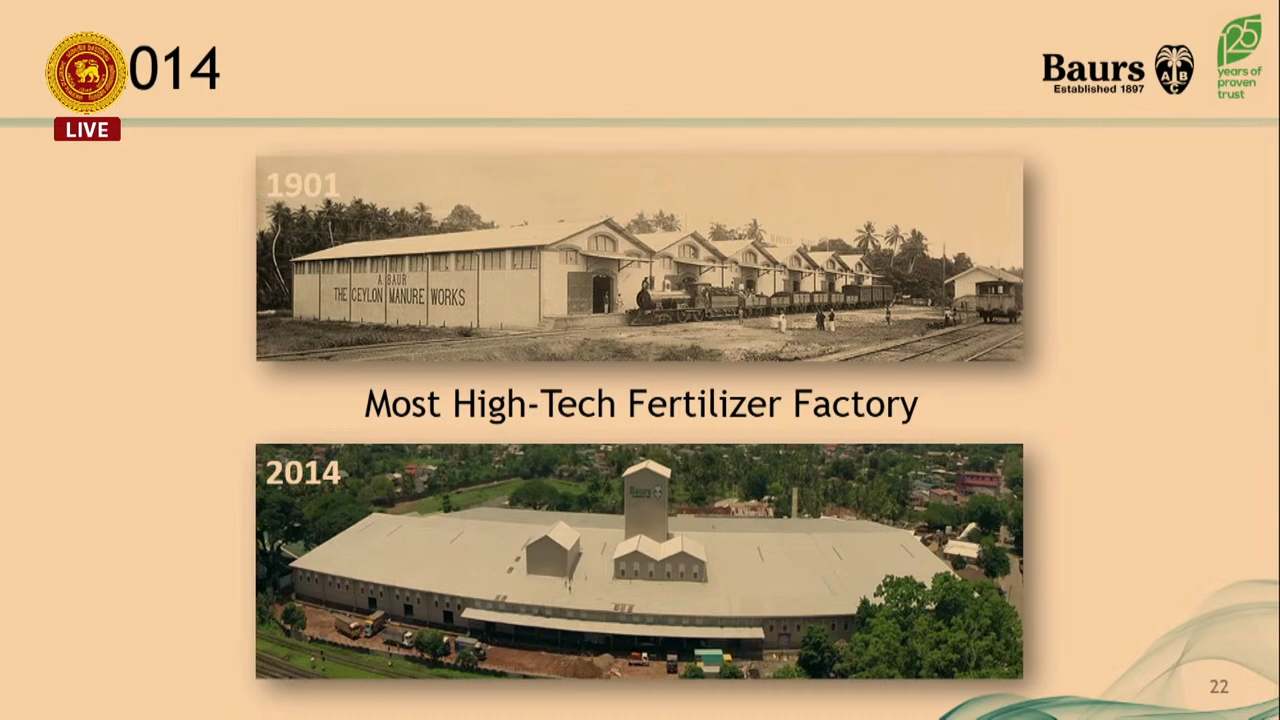 014
LIVE
Baurs
Established 1897
A B
C
125
years of
proven
trust
1901
A. BAUR
THE CEYLON MANURE WORKS
Most High-Tech Fertilizer Factory
2014
Baurs
22